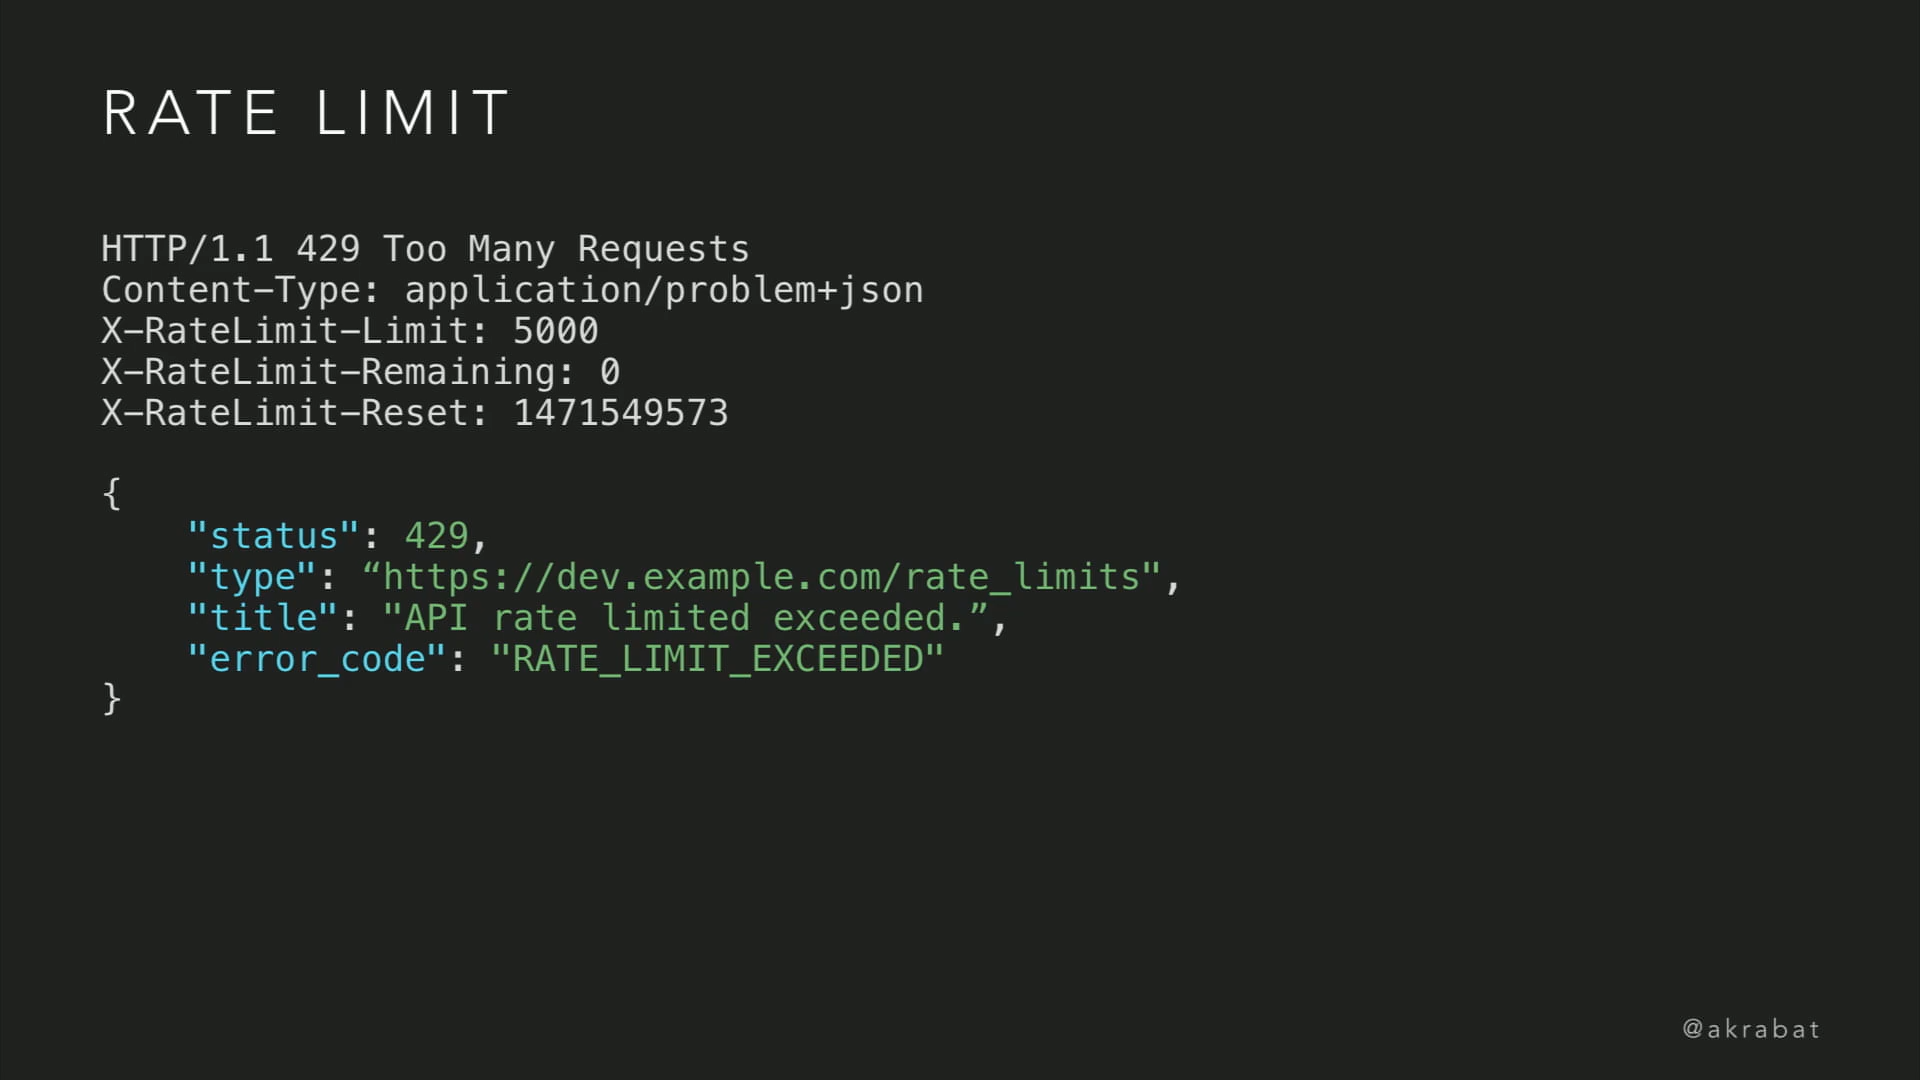 RATE LIMIT
HTTP/1.1 429 Too Many Requests
Content-Type: application/problem+json
X-RateLimit-Limit: 5000
X-RateLimit-Remaining: 0
X-RateLimit-Reset: 1471549573
{
"status": 429,
"type": “https://dev.example.com/rate_limits",
"title": "API rate limited exceeded.”,
"error_code": "RATE_LIMIT_EXCEEDED"
}
@akrabat